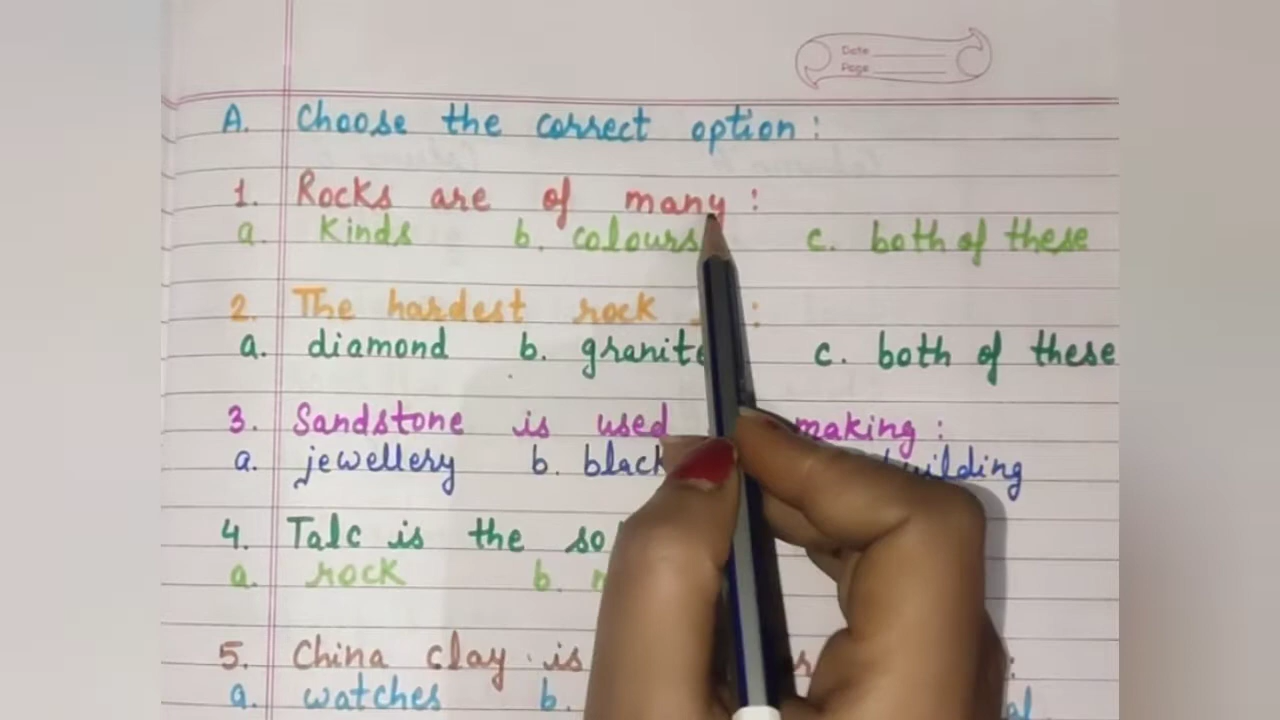 Date
Page
A. Choose the correct option:
1. Rocks are of many:
a. Kinds b. colours c. both of these
2. The hardest rock :
a. diamond b. granite c. both of these
3. Sandstone is used making:
a. jewellery b. building
4. Talc is the
a. rock b.
5. China clay is :
a. watches b.